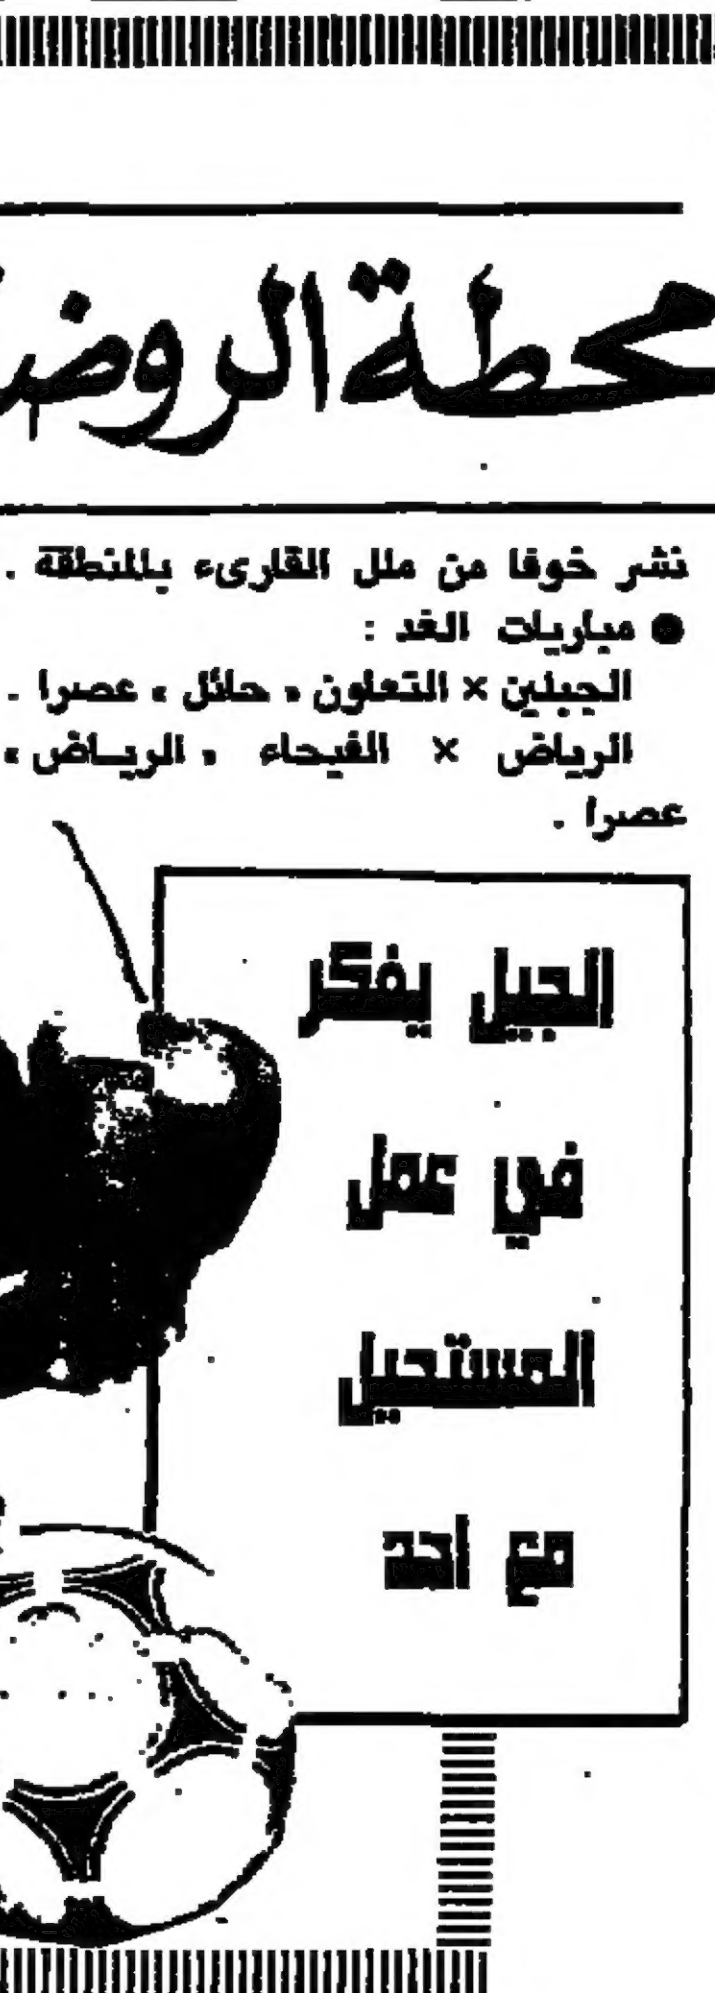 محطة الروض
نشر خوفا من ملل القارىء بالمنطقة .
● مباريات الغد :
الجبلين × التعاون « حائل » عصرا .
الرياض × الفيحاء « الرياض »
عصرا .
الجبل يفكر
في عمل
المستحيل
مع احد